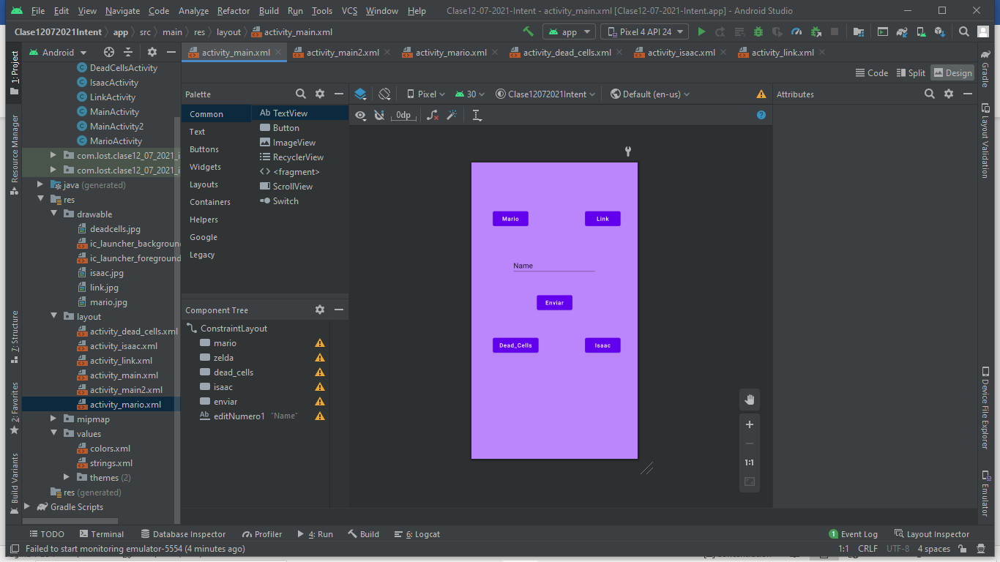 File Edit View Navigate Code Analyze Refactor Build Run Tools VCS Window Help Clase12-07-2021-Intent - activity_main.xml [Clase12-07-2021-Intent.app] - Android Studio
Clase12072021Intent app src main res layout activity_main.xml app Pixel 4 API 24
Android activity_main.xml activity_main2.xml activity_mario.xml activity_dead_cells.xml activity_isaac.xml activity_link.xml
Code Split Design
1: Project
Resource Manager
7: Structure
2: Favorites
Build Variants
DeadCellsActivity
IsaacActivity
LinkActivity
MainActivity
MainActivity2
MarioActivity
com.lost.clase12_07_2021_i
com.lost.clase12_07_2021_i
java (generated)
res
drawable
deadcells.jpg
ic_launcher_background
ic_launcher_foreground
isaac.jpg
link.jpg
mario.jpg
layout
activity_dead_cells.xml
activity_isaac.xml
activity_link.xml
activity_main.xml
activity_main2.xml
activity_mario.xml
mipmap
values
colors.xml
strings.xml
themes (2)
res (generated)
Gradle Scripts
Palette
Common
Text
Buttons
Widgets
Layouts
Containers
Helpers
Google
Legacy
Ab TextView
Button
ImageView
RecyclerView
<fragment>
ScrollView
Switch
Component Tree
ConstraintLayout
mario
zelda
dead_cells
isaac
enviar
Ab editNumero1 "Name"
Pixel 30 Clase12072021Intent Default (en-us)
0dp
Mario Link
Name
Enviar
Dead_Cells Isaac
1:1
Attributes
Gradle
Layout Validation
Device File Explorer
Emulator
TODO Terminal Database Inspector Profiler 4: Run Build 6: Logcat 1 Event Log Layout Inspector
Failed to start monitoring emulator-5554 (4 minutes ago) 1:1 CRLF UTF-8 4 spaces